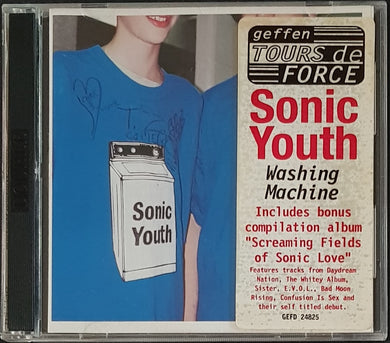 geffen
TOURS de
FORCE
Sonic
Youth
Washing
Machine
Includes bonus
compilation album
"Screaming Fields
of Sonic Love"
Features tracks from Daydream
Nation, The Whitey Album,
Sister, E.V.O.L., Bad Moon
Rising, Confusion Is Sex and
their self titled debut.
GEFD 24825
Sonic
Youth